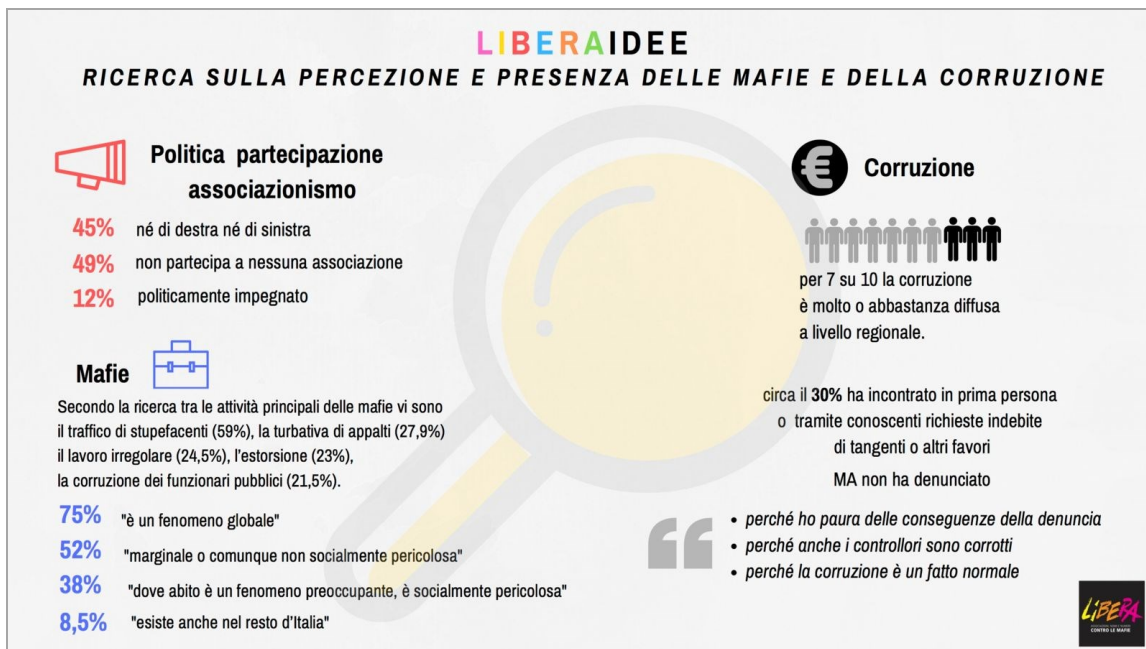 LIBERAIDEE
RICERCA SULLA PERCEZIONE E PRESENZA DELLE MAFIE E DELLA CORRUZIONE
Politica partecipazione
associazionismo
45% né di destra né di sinistra
49% non partecipa a nessuna associazione
12% politicamente impegnato
Mafie
Secondo la ricerca tra le attività principali delle mafie vi sono
il traffico di stupefacenti (59%), la turbativa di appalti (27,9%)
il lavoro irregolare (24,5%), l'estorsione (23%),
la corruzione dei funzionari pubblici (21,5%).
75% "è un fenomeno globale"
52% "marginale o comunque non socialmente pericolosa"
38% "dove abito è un fenomeno preoccupante, è socialmente pericolosa"
8,5% "esiste anche nel resto d'Italia"
€ Corruzione
per 7 su 10 la corruzione
è molto o abbastanza diffusa
a livello regionale.
circa il 30% ha incontrato in prima persona
o tramite conoscenti richieste indebite
di tangenti o altri favori
MA non ha denunciato
“
• perché ho paura delle conseguenze della denuncia
• perché anche i controllori sono corrotti
• perché la corruzione è un fatto normale
LIBERA
CONTRO LE MAFIE